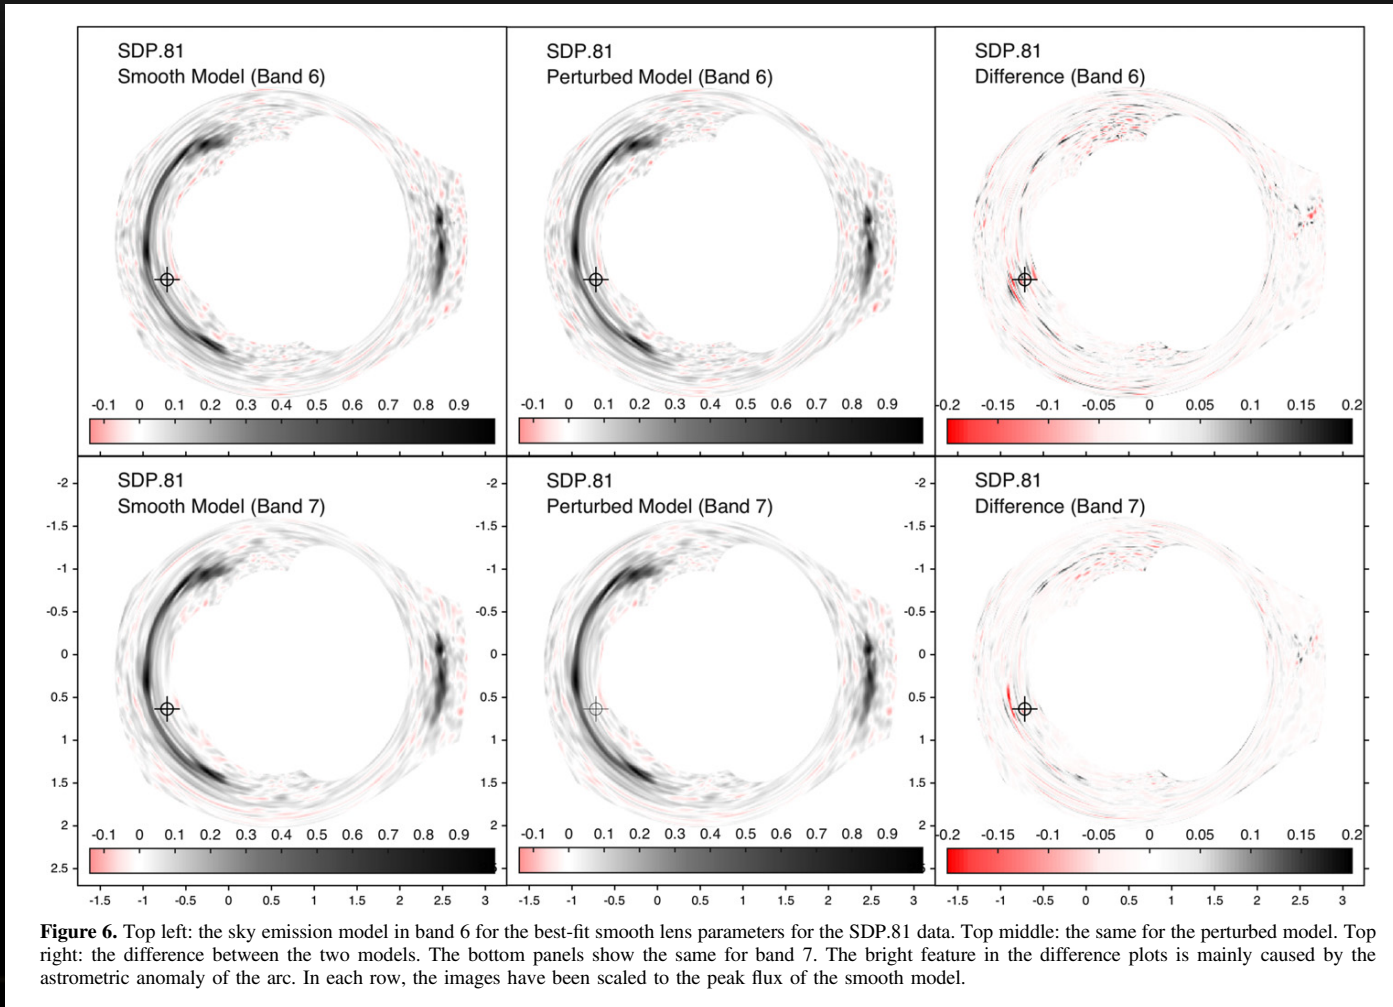 SDP.81
Smooth Model (Band 6)
-0.1 0 0.1 0.2 0.3 0.4 0.5 0.6 0.7 0.8 0.9
SDP.81
Perturbed Model (Band 6)
-0.1 0 0.1 0.2 0.3 0.4 0.5 0.6 0.7 0.8 0.9
SDP.81
Difference (Band 6)
-0.2 -0.15 -0.1 -0.05 0 0.05 0.1 0.15 0.2
SDP.81
Smooth Model (Band 7)
-2
-1.5
-1
-0.5
0
0.5
1
1.5
2
2.5
-0.1 0 0.1 0.2 0.3 0.4 0.5 0.6 0.7 0.8 0.9
-1.5 -1 -0.5 0 0.5 1 1.5 2 2.5 3
SDP.81
Perturbed Model (Band 7)
-2
-1.5
-1
-0.5
0
0.5
1
1.5
2
-0.1 0 0.1 0.2 0.3 0.4 0.5 0.6 0.7 0.8 0.9
-1.5 -1 -0.5 0 0.5 1 1.5 2 2.5 3
SDP.81
Difference (Band 7)
-2
-1.5
-1
-0.5
0
0.5
1
1.5
2
-0.2 -0.15 -0.1 -0.05 0 0.05 0.1 0.15 0.2
-1.5 -1 -0.5 0 0.5 1 1.5 2 2.5 3
Figure 6. Top left: the sky emission model in band 6 for the best-fit smooth lens parameters for the SDP.81 data. Top middle: the same for the perturbed model. Top
right: the difference between the two models. The bottom panels show the same for band 7. The bright feature in the difference plots is mainly caused by the
astrometric anomaly of the arc. In each row, the images have been scaled to the peak flux of the smooth model.